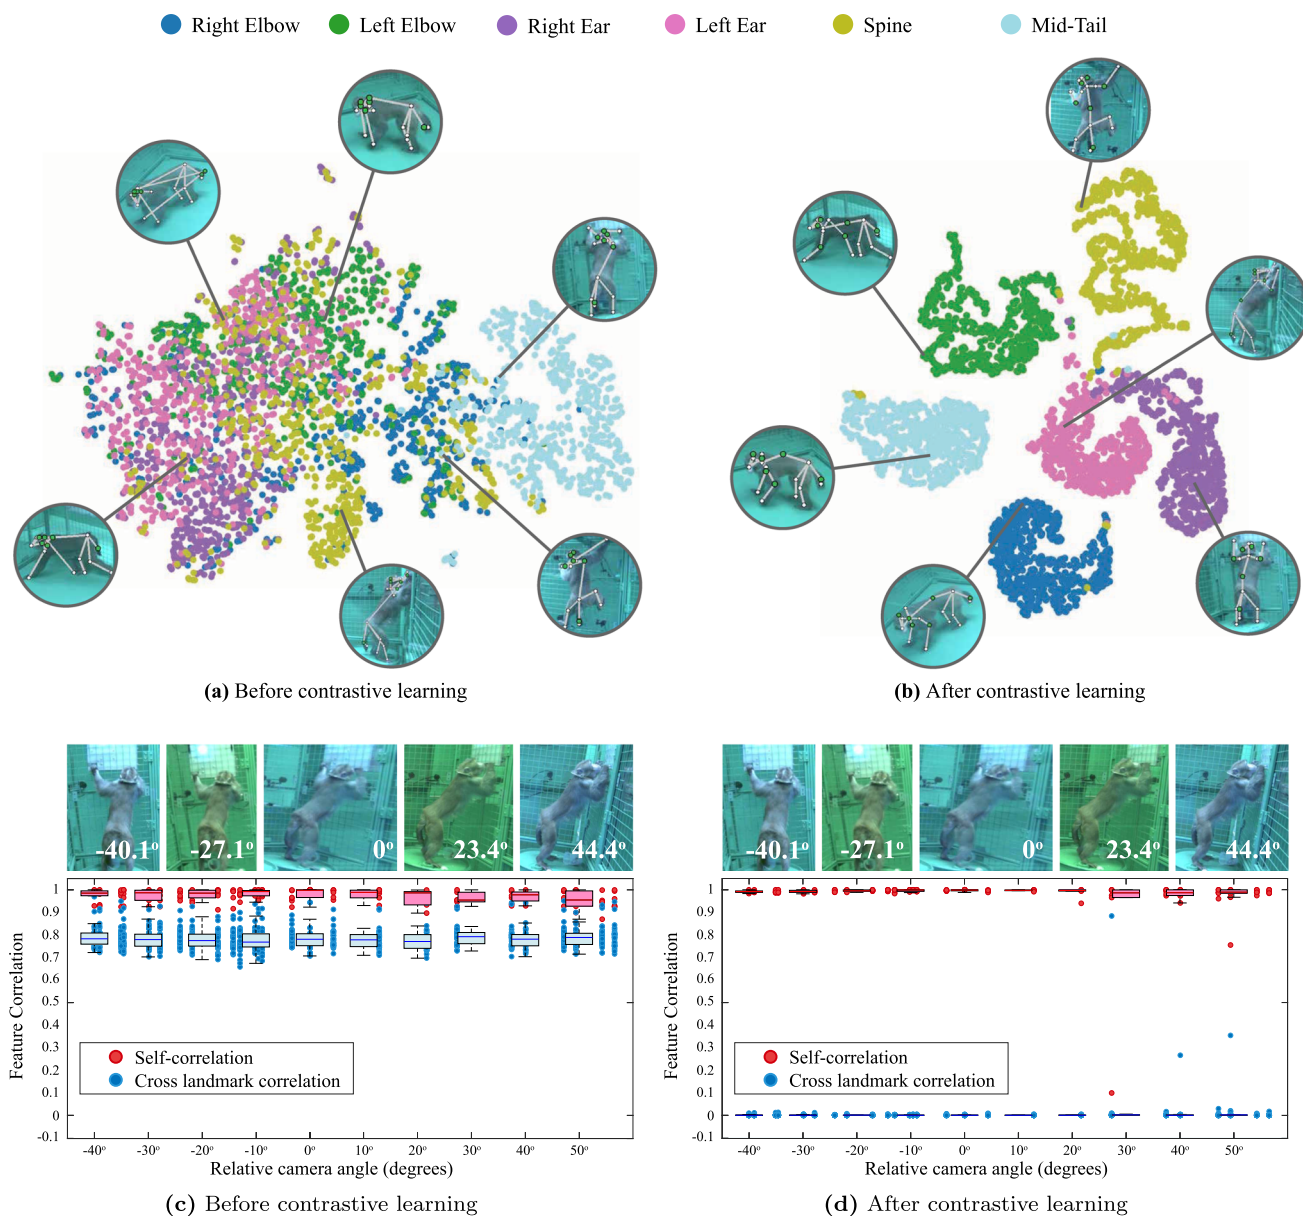 Right Elbow Left Elbow Right Ear Left Ear Spine Mid-Tail
(a) Before contrastive learning
(b) After contrastive learning
-40.1° -27.1° 0° 23.4° 44.4°
Feature Correlation
1
0.9
0.8
0.7
0.6
0.5
0.4
0.3
0.2
0.1
0
-0.1
Self-correlation
Cross landmark correlation
-40° -30° -20° -10° 0° 10° 20° 30° 40° 50°
Relative camera angle (degrees)
(c) Before contrastive learning
-40.1° -27.1° 0° 23.4° 44.4°
Feature Correlation
1
0.9
0.8
0.7
0.6
0.5
0.4
0.3
0.2
0.1
0
-0.1
Self-correlation
Cross landmark correlation
-40° -30° -20° -10° 0° 10° 20° 30° 40° 50°
Relative camera angle (degrees)
(d) After contrastive learning